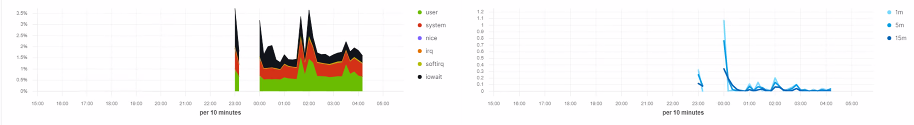 3.5% user
3% system
2.5% nice
2% irq
1.5% softirq
1% iowait
0.5%
0%
15:00 16:00 17:00 18:00 19:00 20:00 21:00 22:00 23:00 00:00 01:00 02:00 03:00 04:00 05:00
per 10 minutes
1.2 1m
1.1 5m
1 15m
0.9
0.8
0.7
0.6
0.5
0.4
0.3
0.2
0.1
0
15:00 16:00 17:00 18:00 19:00 20:00 21:00 22:00 23:00 00:00 01:00 02:00 03:00 04:00 05:00
per 10 minutes